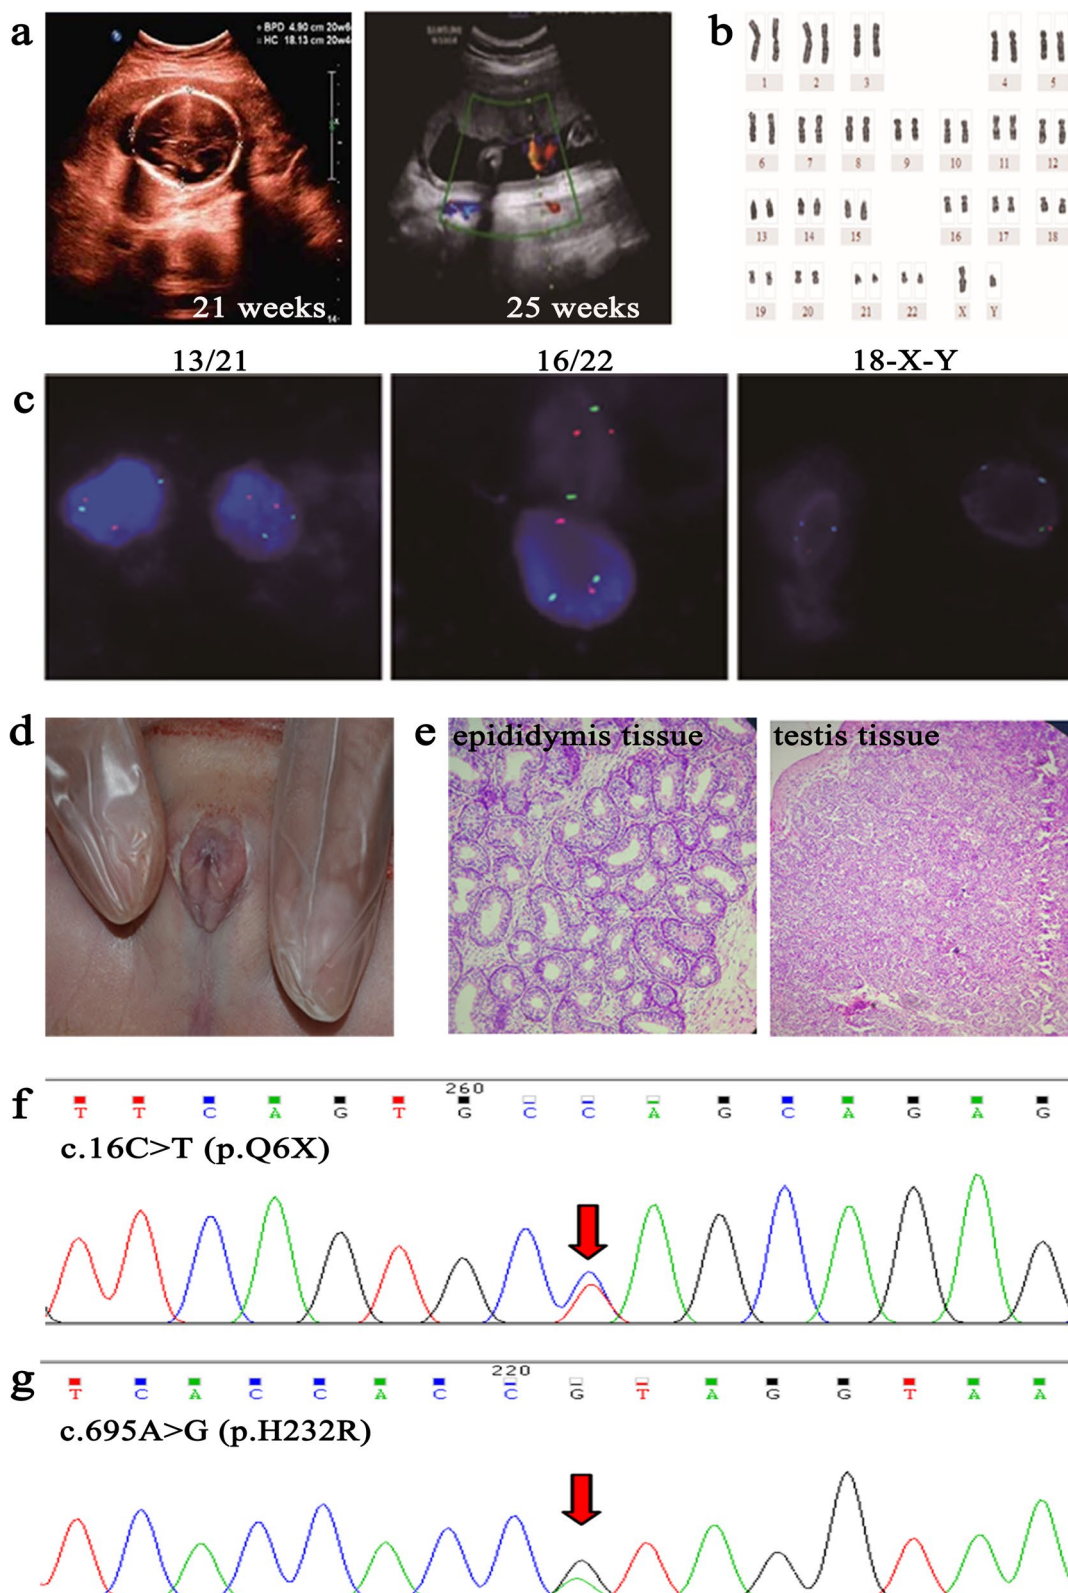 a
BPD 4.90 cm 20w6
HC 18.13 cm 20w4
21 weeks
25 weeks
b
1 2 3 4 5
6 7 8 9 10 11 12
13 14 15 16 17 18
19 20 21 22 X Y
13/21 16/22 18-X-Y
c
d
e
epididymis tissue
testis tissue
f
260
T T C A G T G C C A G C A G A G
c.16C>T (p.Q6X)
g
220
T C A C C A C C G T A G G T A A
c.695A>G (p.H232R)